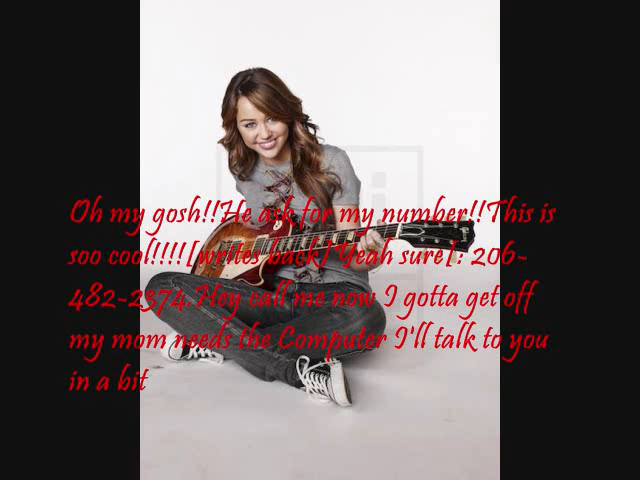 Oh my gosh!!He ask for my number!!This is
soo cool!!!![writes back]Yeah sure[: 206-
482-2374.Hey call me now I gotta get off
my mom needs the Computer I'll talk to you
in a bit